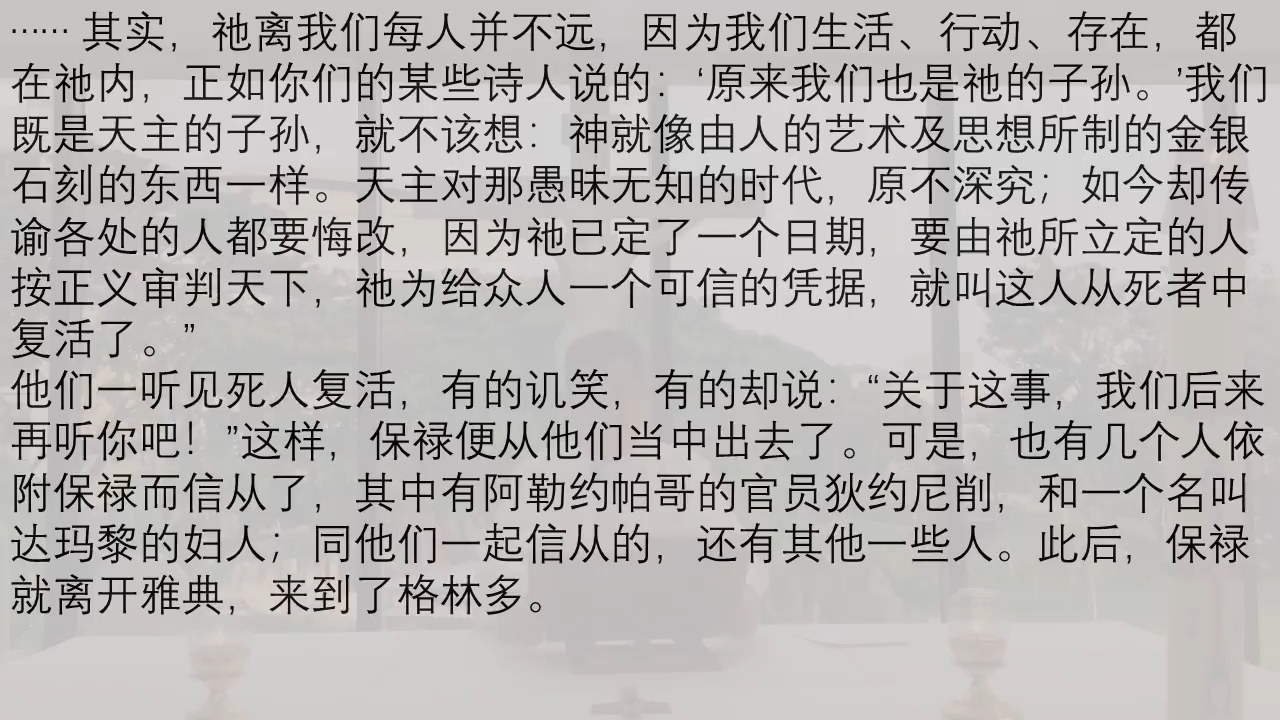 …… 其实，祂离我们每人并不远，因为我们生活、行动、存在，都
在祂内，正如你们的某些诗人说的：‘原来我们也是祂的子孙。’我们
既是天主的子孙，就不该想：神就像由人的艺术及思想所制的金银
石刻的东西一样。天主对那愚昧无知的时代，原不深究；如今却传
谕各处的人都要悔改，因为祂已定了一个日期，要由祂所立定的人
按正义审判天下，祂为给众人一个可信的凭据，就叫这人从死者中
复活了。”
他们一听见死人复活，有的讥笑，有的却说：“关于这事，我们后来
再听你吧！”这样，保禄便从他们当中出去了。可是，也有几个人依
附保禄而信从了，其中有阿勒约帕哥的官员狄约尼削，和一个名叫
达玛黎的妇人；同他们一起信从的，还有其他一些人。此后，保禄
就离开雅典，来到了格林多。